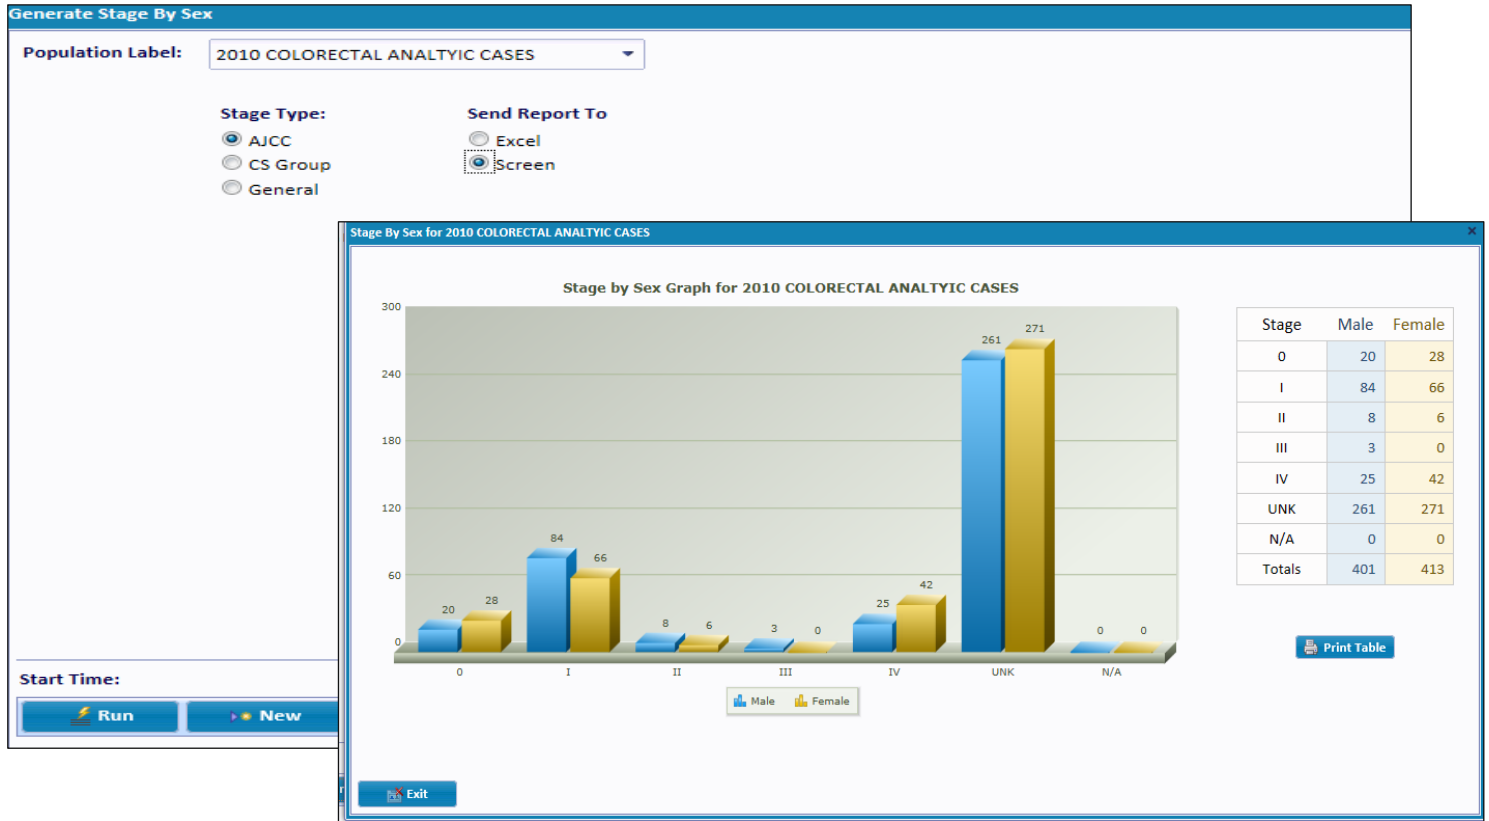 Generate Stage By Sex
Population Label: 2010 COLORECTAL ANALTYIC CASES
Stage Type: Send Report To
AJCC Excel
CS Group Screen
General
Stage By Sex for 2010 COLORECTAL ANALTYIC CASES
Stage by Sex Graph for 2010 COLORECTAL ANALTYIC CASES
300
240
180
120
60
0
20 28 84 66 8 6 3 0 25 42 261 271 0 0
0 I II III IV UNK N/A
Male Female
Stage Male Female
0 20 28
I 84 66
II 8 6
III 3 0
IV 25 42
UNK 261 271
N/A 0 0
Totals 401 413
Print Table
Start Time:
Run New
Exit